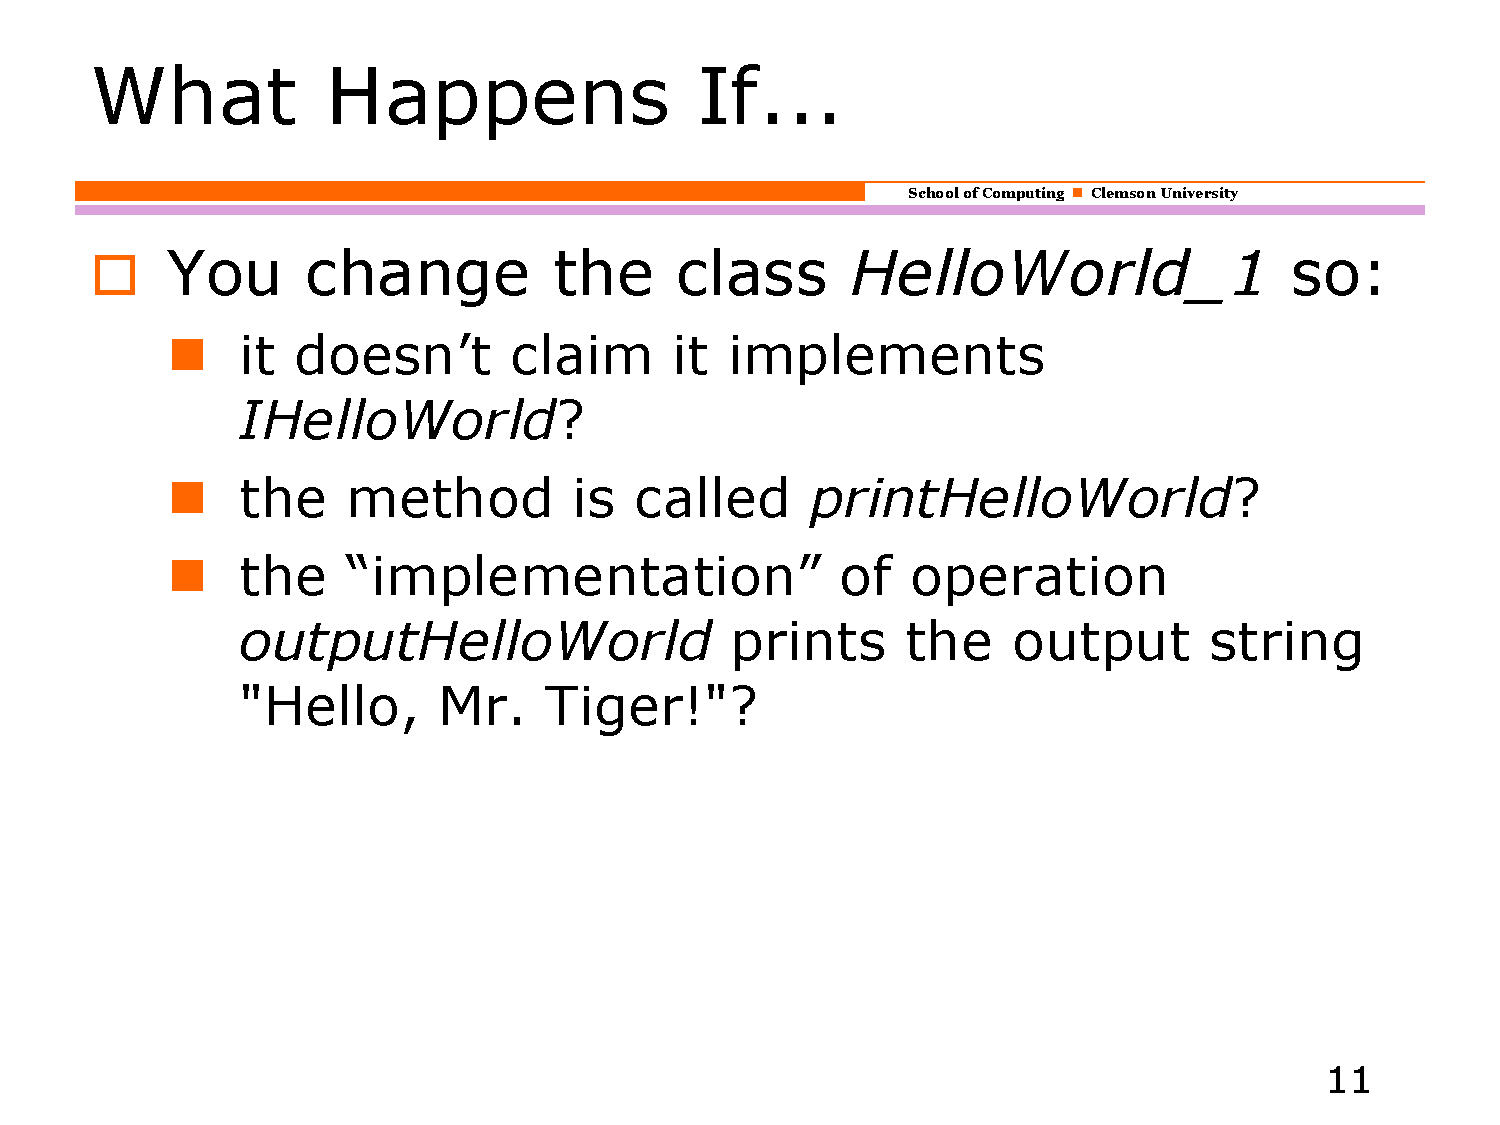 What Happens If...
School of Computing ■ Clemson University
You change the class HelloWorld_1 so:
it doesn’t claim it implements
IHelloWorld?
the method is called printHelloWorld?
the “implementation” of operation
outputHelloWorld prints the output string
"Hello, Mr. Tiger!"?
11